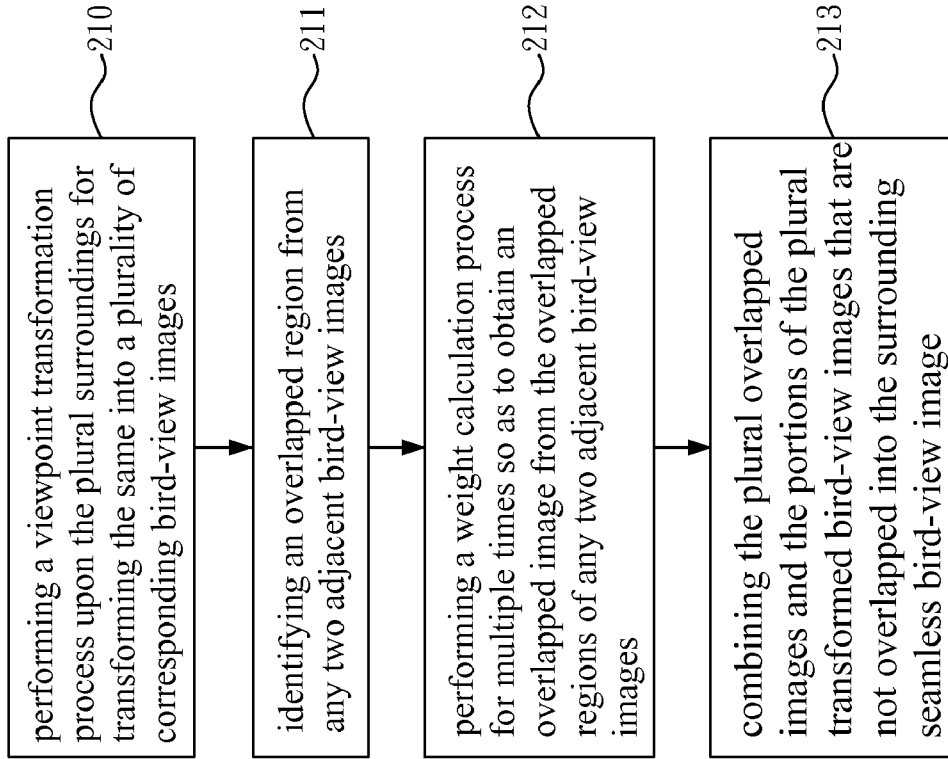 performing a viewpoint transformation
process upon the plural surroundings for
transforming the same into a plurality of
corresponding bird-view images
210
identifying an overlapped region from
any two adjacent bird-view images
211
performing a weight calculation process
for multiple times so as to obtain an
overlapped image from the overlapped
regions of any two adjacent bird-view
images
212
combining the plural overlapped
images and the portions of the plural
transformed bird-view images that are
not overlapped into the surrounding
seamless bird-view image
213